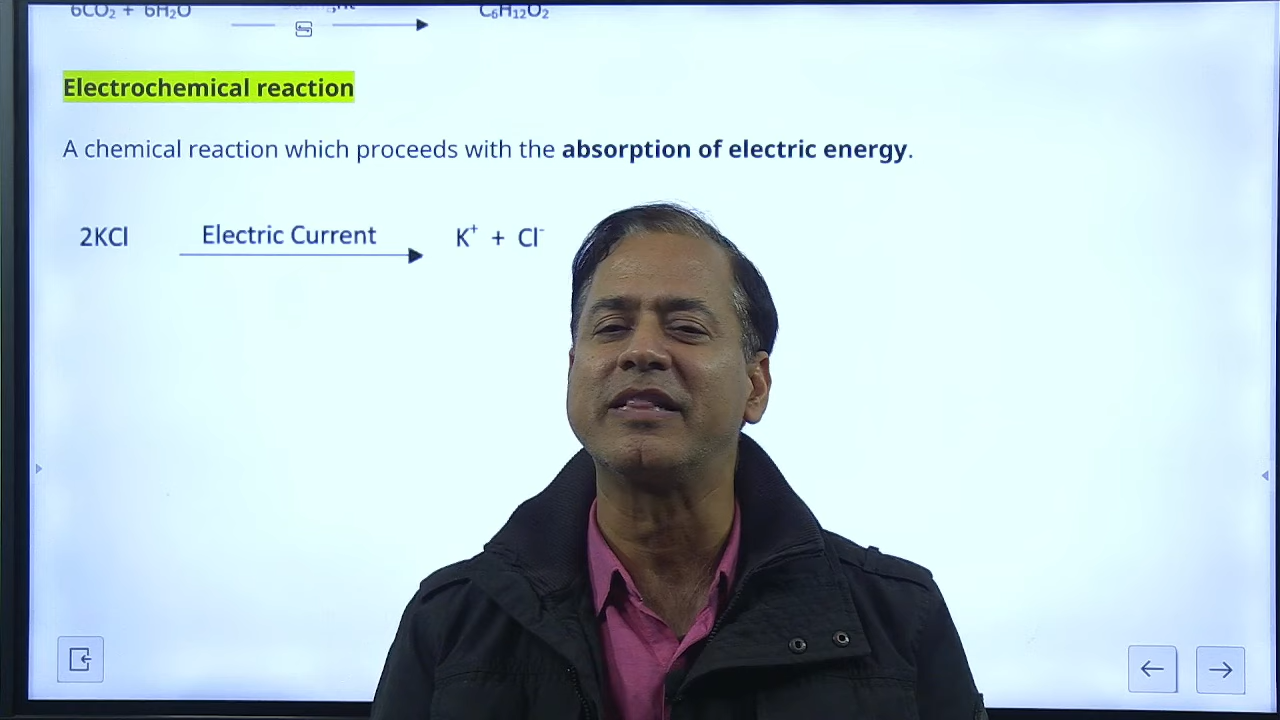 6CO₂ + 6H₂O C₆H₁₂O₂
Electrochemical reaction
A chemical reaction which proceeds with the absorption of electric energy.
2KCl Electric Current K⁺ + Cl⁻